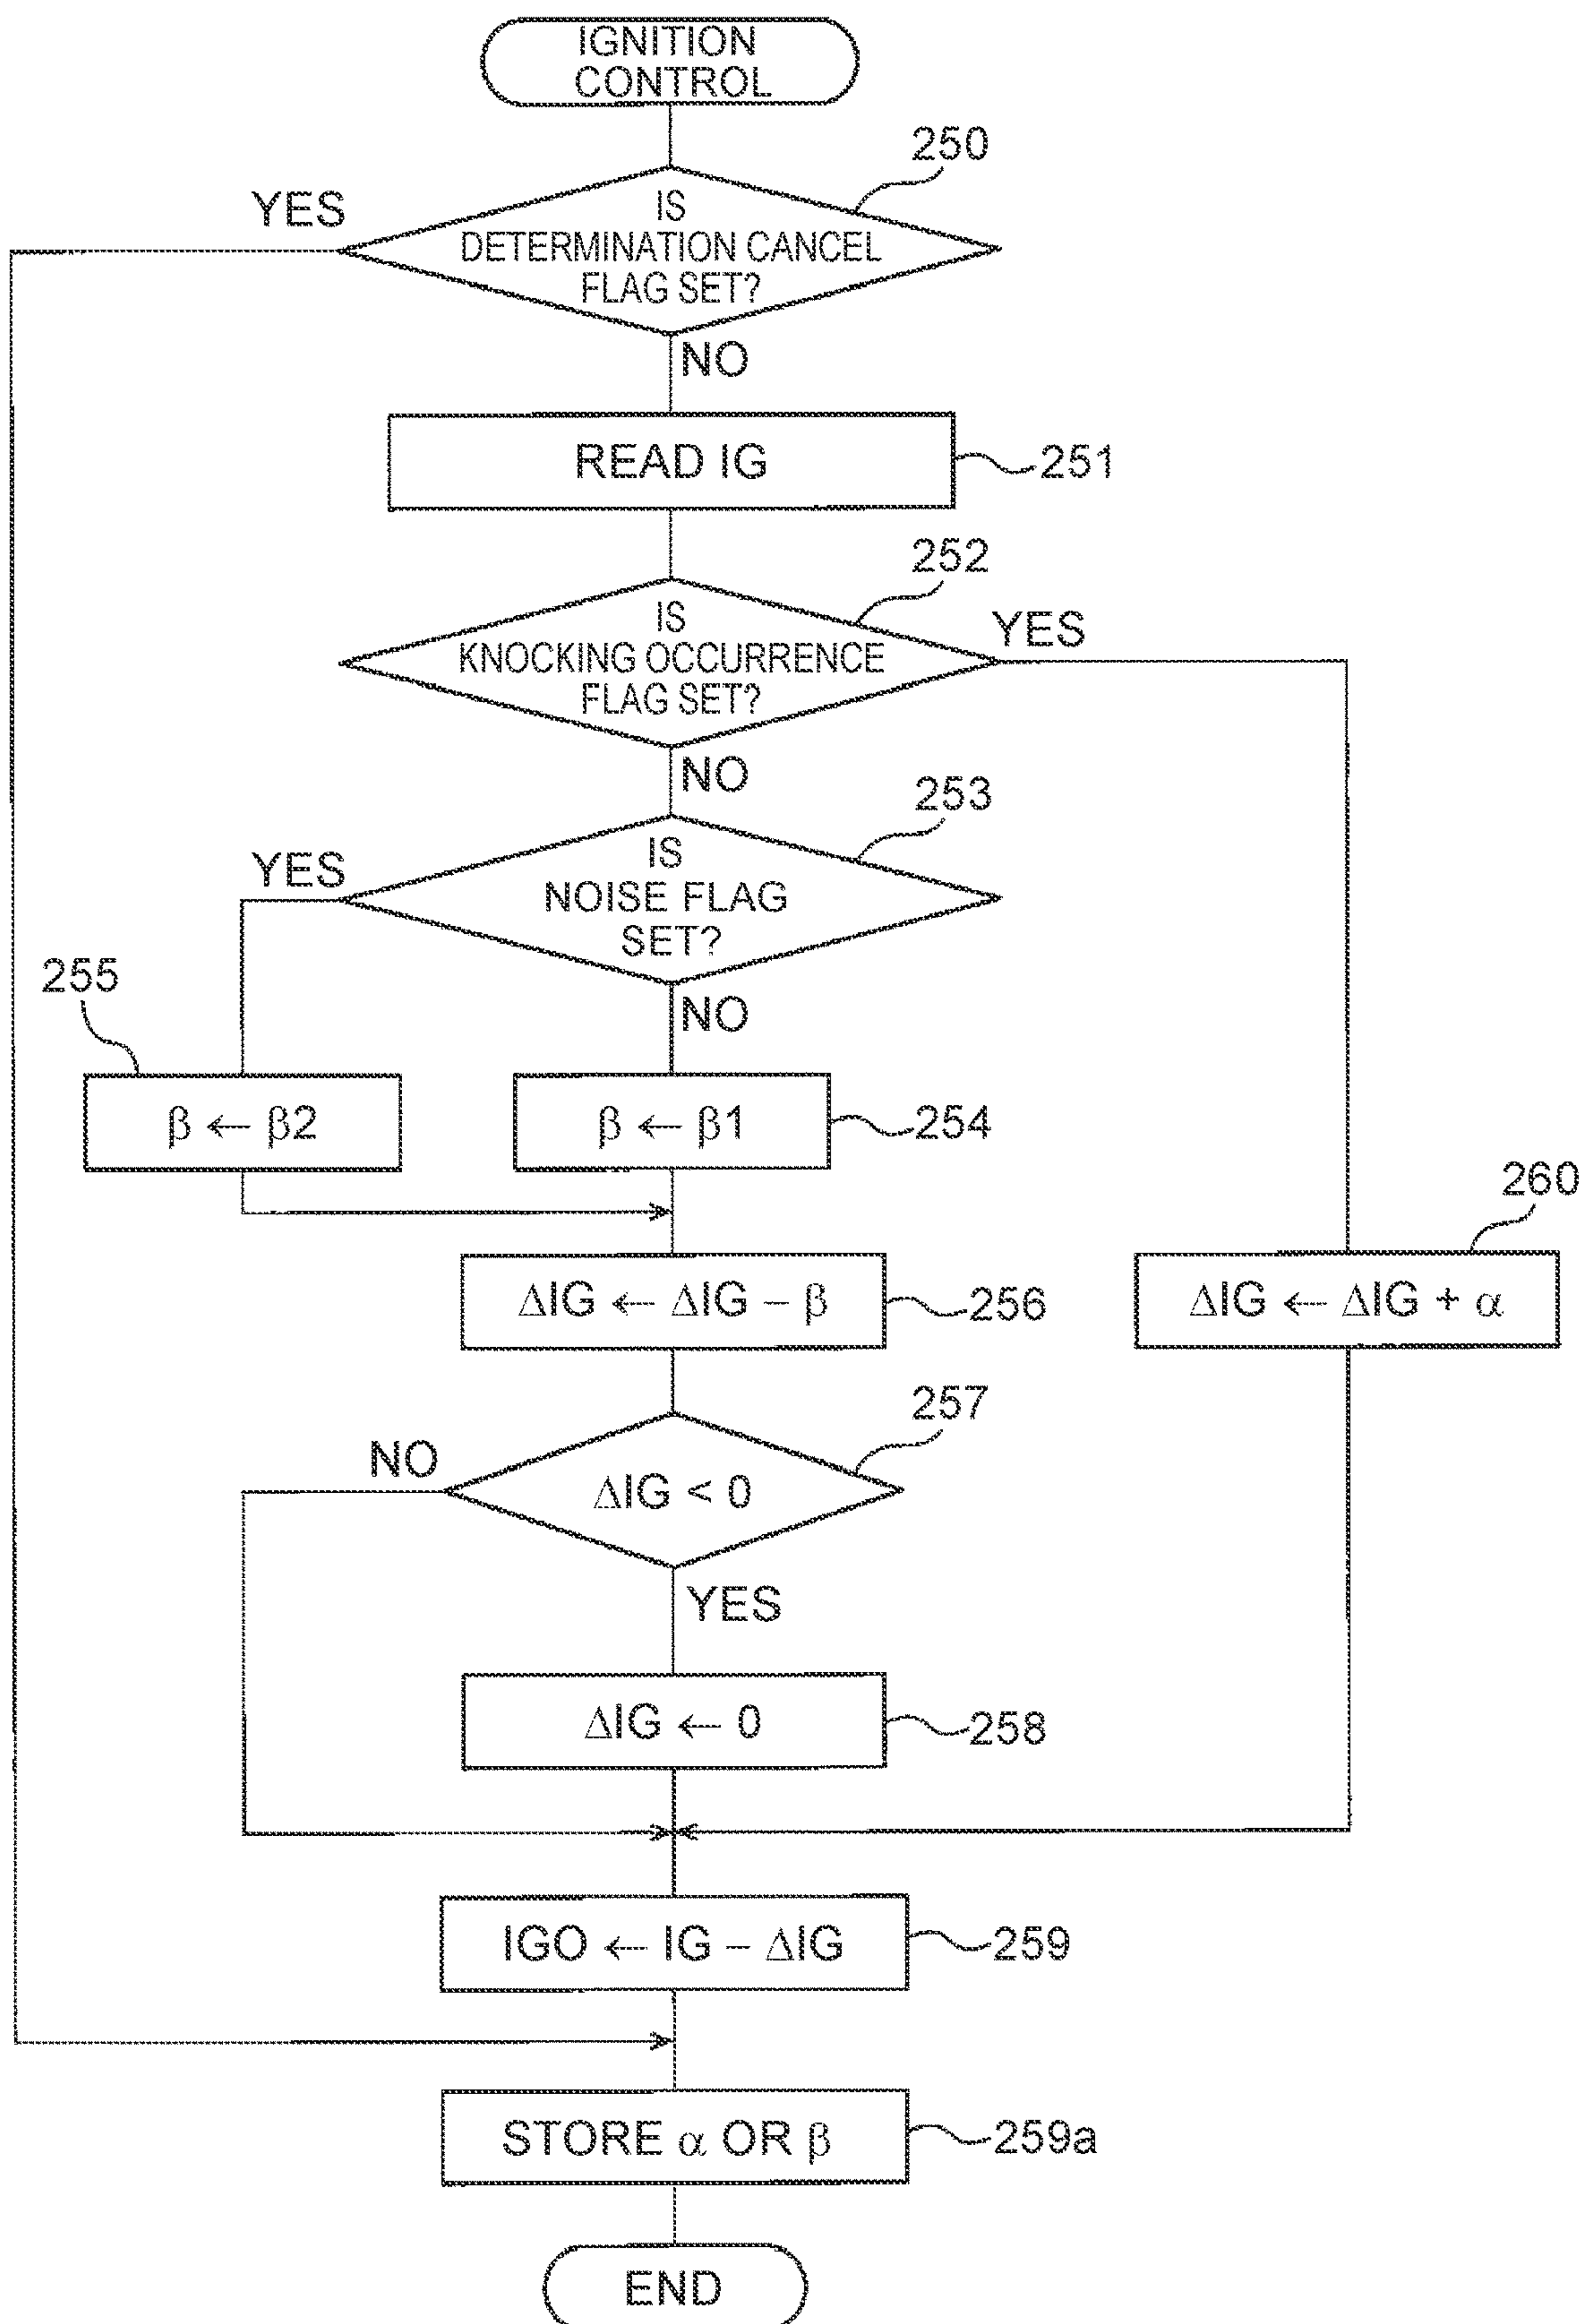 IGNITION
CONTROL
250
YES
IS
DETERMINATION CANCEL
FLAG SET?
NO
READ IG
251
252
IS
KNOCKING OCCURRENCE
FLAG SET?
YES
NO
253
YES
IS
NOISE FLAG
SET?
255
NO
β ← β2
β ← β1
254
260
ΔIG ← ΔIG – β
256
ΔIG ← ΔIG + α
257
NO
ΔIG < 0
YES
ΔIG ← 0
258
IGO ← IG – ΔIG
259
STORE α OR β
259a
END